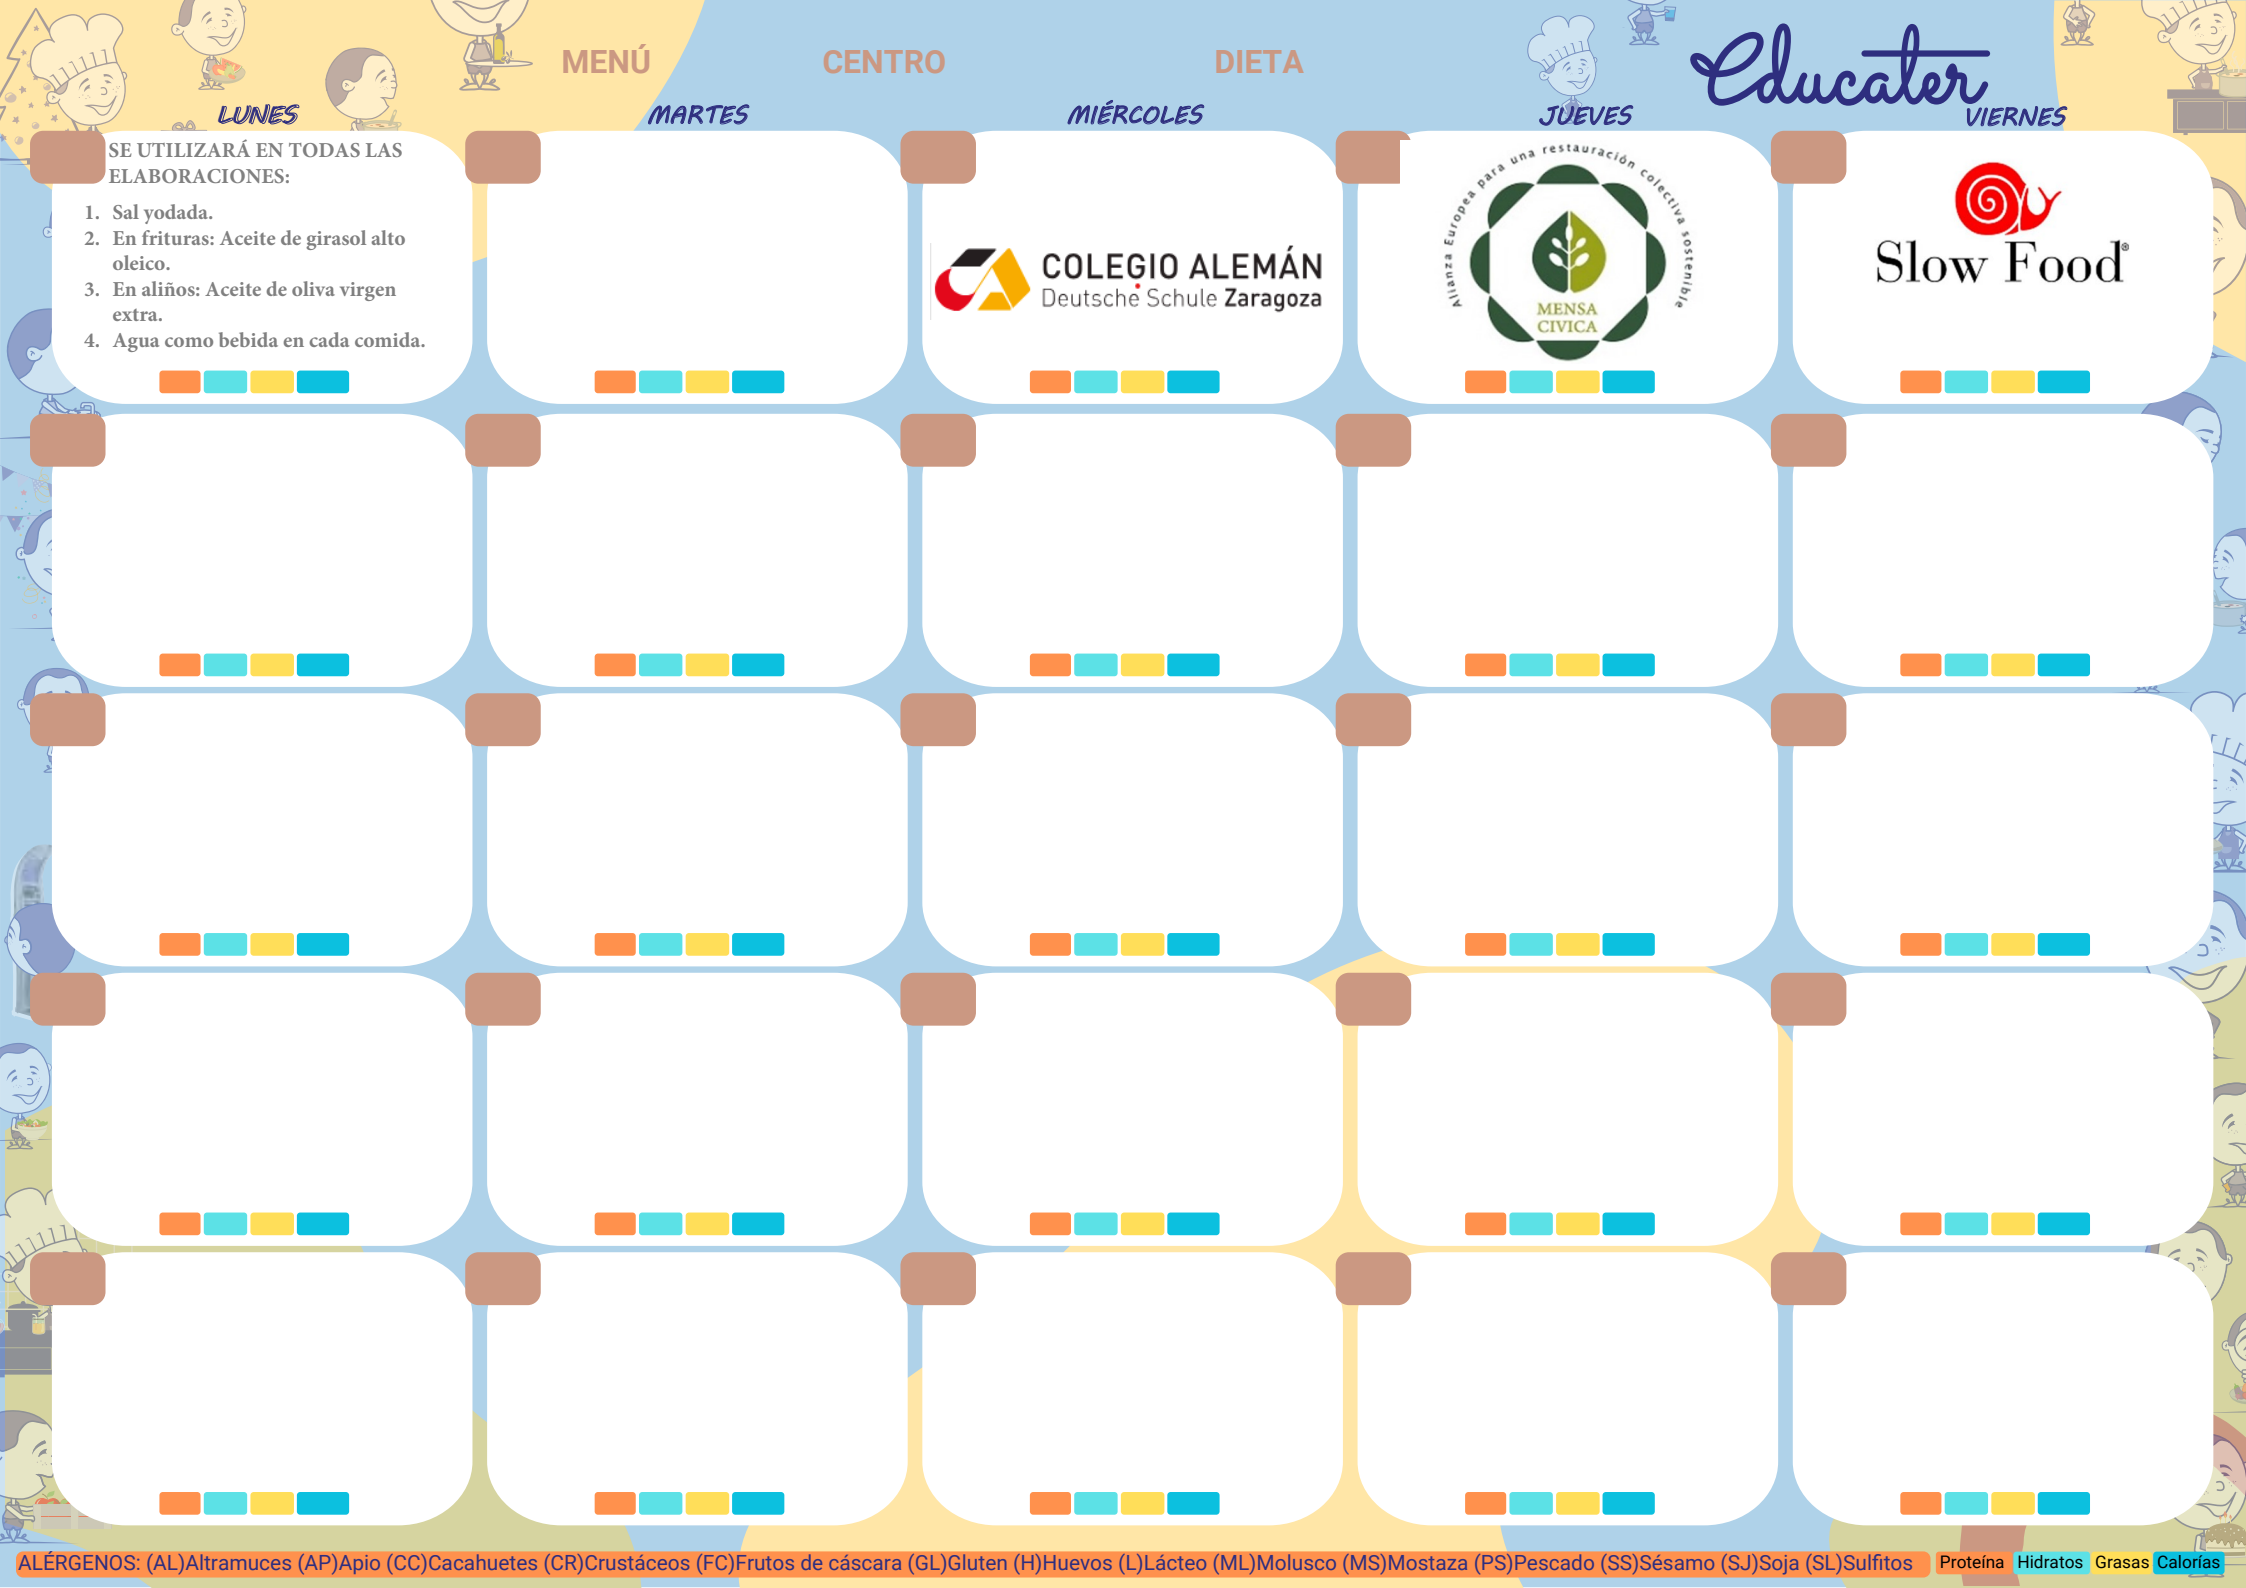 MENÚ CENTRO DIETA Educater
LUNES MARTES MIÉRCOLES JUEVES VIERNES
SE UTILIZARÁ EN TODAS LAS
ELABORACIONES:
1. Sal yodada.
2. En frituras: Aceite de girasol alto
oleico.
3. En aliños: Aceite de oliva virgen
extra.
4. Agua como bebida en cada comida.
COLEGIO ALEMÁN
Deutsche Schule Zaragoza
Alianza Europea para una restauración colectiva sostenible
MENSA
CIVICA
Slow Food®
ALÉRGENOS: (AL)Altramuces (AP)Apio (CC)Cacahuetes (CR)Crustáceos (FC)Frutos de cáscara (GL)Gluten (H)Huevos (L)Lácteo (ML)Molusco (MS)Mostaza (PS)Pescado (SS)Sésamo (SJ)Soja (SL)Sulfitos Proteína Hidratos Grasas Calorías